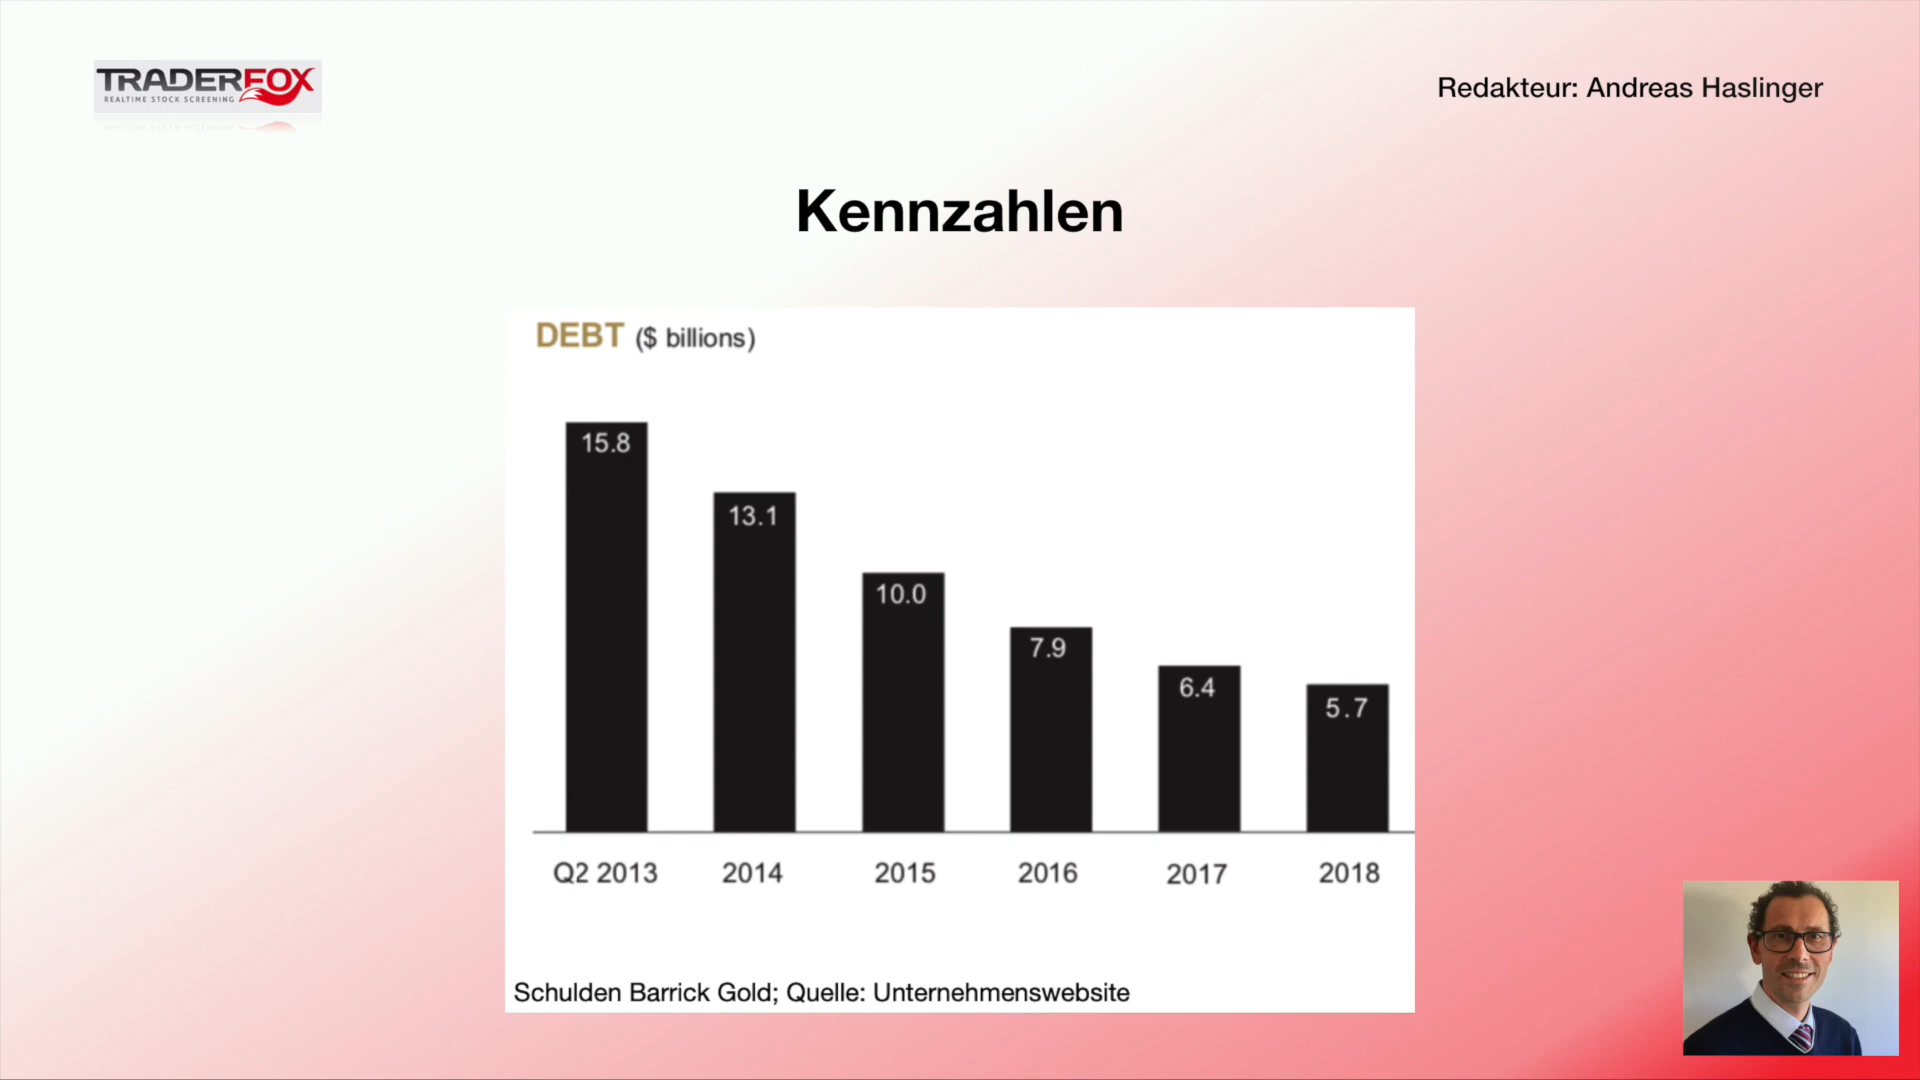 TRADERFOX
REALTIME STOCK SCREENING
Redakteur: Andreas Haslinger
Kennzahlen
DEBT ($ billions)
15.8
13.1
10.0
7.9
6.4
5.7
Q2 2013 2014 2015 2016 2017 2018
Schulden Barrick Gold; Quelle: Unternehmenswebsite